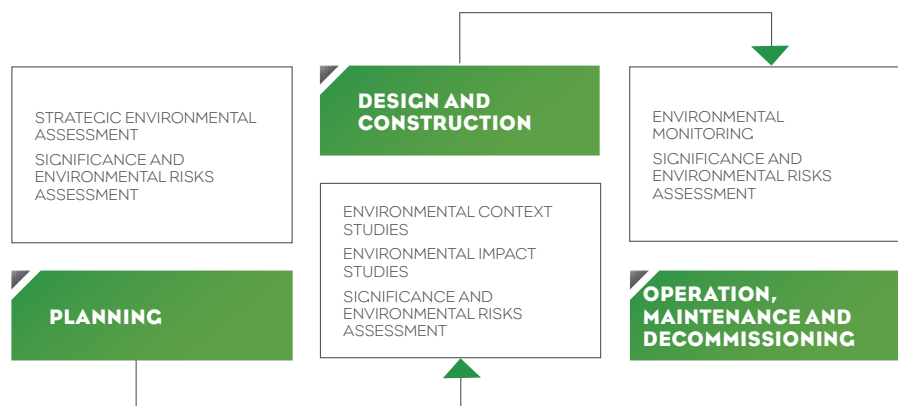 STRATEGIC ENVIRONMENTAL
ASSESSMENT
SIGNIFICANCE AND
ENVIRONMENTAL RISKS
ASSESSMENT
PLANNING
DESIGN AND
CONSTRUCTION
ENVIRONMENTAL CONTEXT
STUDIES
ENVIRONMENTAL IMPACT
STUDIES
SIGNIFICANCE AND
ENVIRONMENTAL RISKS
ASSESSMENT
ENVIRONMENTAL
MONITORING
SIGNIFICANCE AND
ENVIRONMENTAL RISKS
ASSESSMENT
OPERATION,
MAINTENANCE AND
DECOMMISSIONING